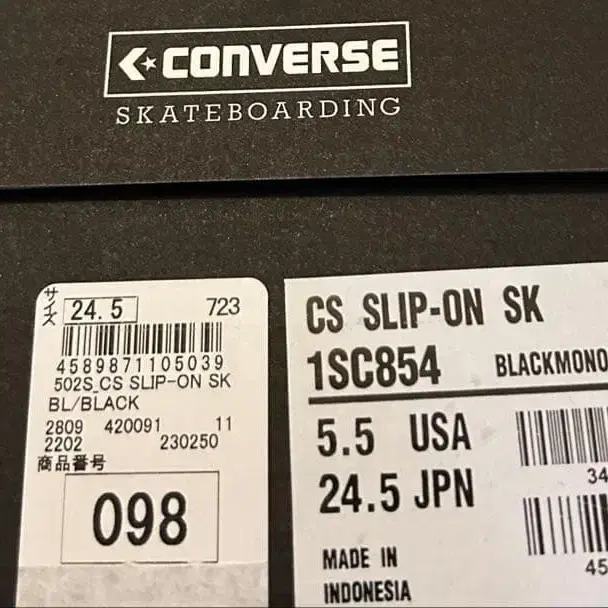 CONVERSE
SKATEBOARDING
サイズ 24.5 723
4589871105039
502S_CS SLIP-ON SK
BL/BLACK
2809 420091 11
2202 230250
商品番号
098
CS SLIP-ON SK
1SC854 BLACKMONO
5.5 USA
34
24.5 JPN
45
MADE IN
INDONESIA